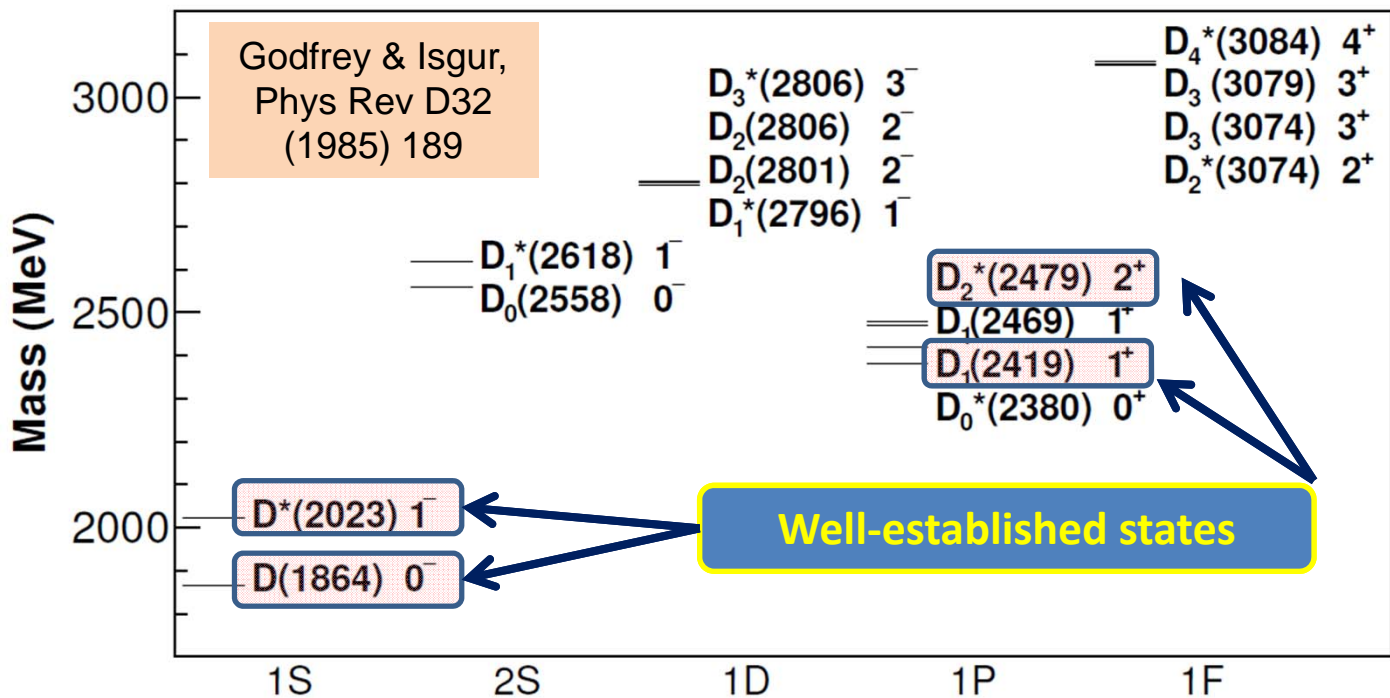 Godfrey & Isgur,
Phys Rev D32
(1985) 189
Mass (MeV)
3000
2500
2000
D₄*(3084) 4⁺
D₃ (3079) 3⁺
D₃ (3074) 3⁺
D₂*(3074) 2⁺
D₃*(2806) 3⁻
D₂(2806) 2⁻
D₂(2801) 2⁻
D₁*(2796) 1⁻
D₁*(2618) 1⁻
D₀(2558) 0⁻
D₂*(2479) 2⁺
D₁(2469) 1⁺
D₁(2419) 1⁺
D₀*(2380) 0⁺
D*(2023) 1⁻
D(1864) 0⁻
Well-established states
1S 2S 1D 1P 1F